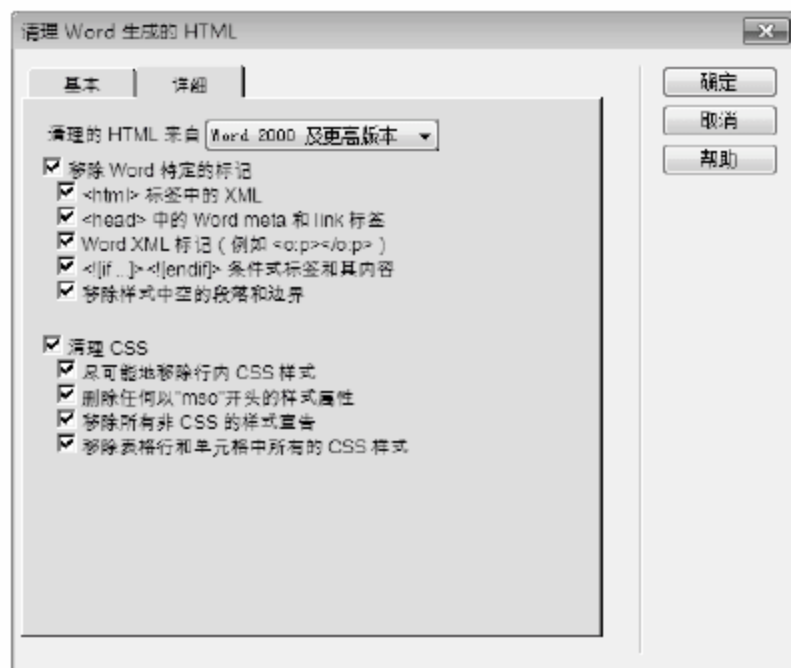 清理 Word 生成的 HTML
基本 详细
清理的 HTML 来自 Word 2000 及更高版本
移除 Word 特定的标记
<html> 标签中的 XML
<head> 中的 Word meta 和 link 标签
Word XML 标记 ( 例如 <o:p></o:p> )
<![if ...]><![endif]> 条件式标签和其内容
移除样式中空的段落和边界
清理 CSS
尽可能地移除行内 CSS 样式
删除任何以"mso"开头的样式属性
移除所有非 CSS 的样式宣告
移除表格行和单元格中所有的 CSS 样式
确定
取消
帮助